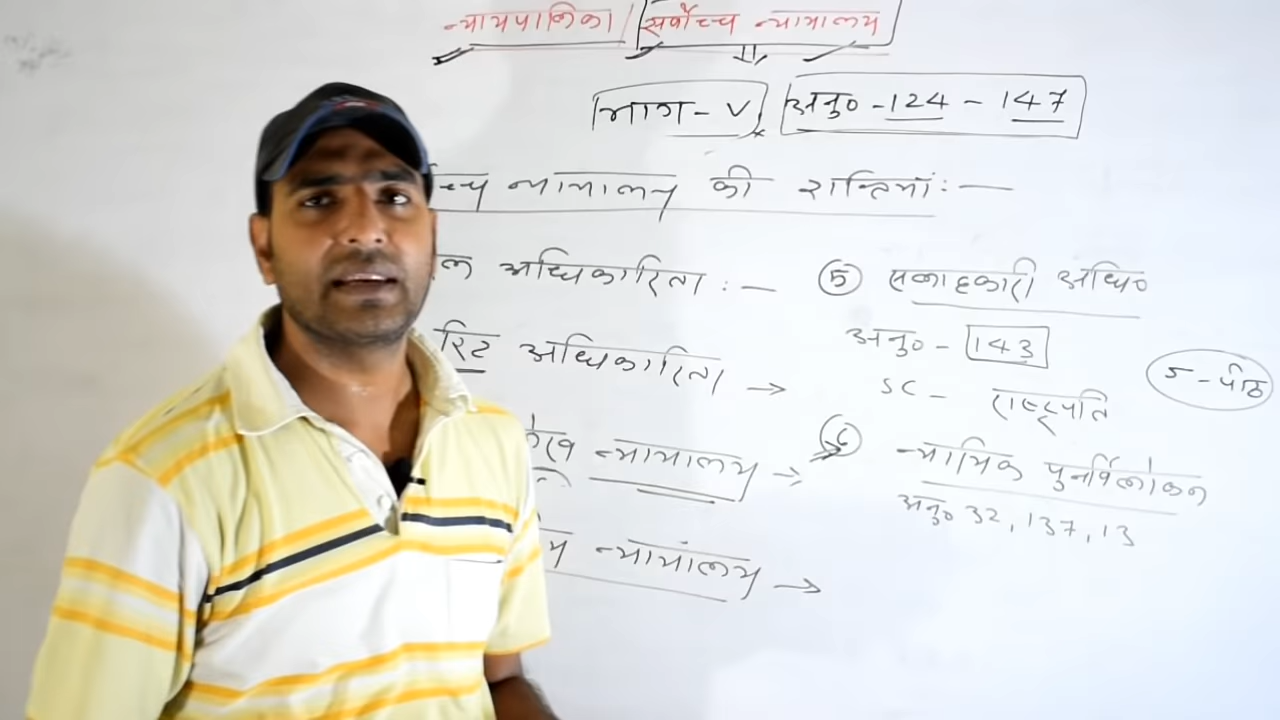 न्यायपालिका / सर्वोच्च न्यायालय
भाग - V, अनु० - 124 - 147
च्च न्यायालय की शक्तियां : —
ल अधिकारिता : —
रिट अधिकारिता →
लेख न्यायालय →
य न्यायालय →
⑤ सलाहकारी अधि०
अनु० - 143
SC - राष्ट्रपति
5 - पीठ
⑥ न्यायिक पुनर्विलोकन
अनु० 32, 137, 13